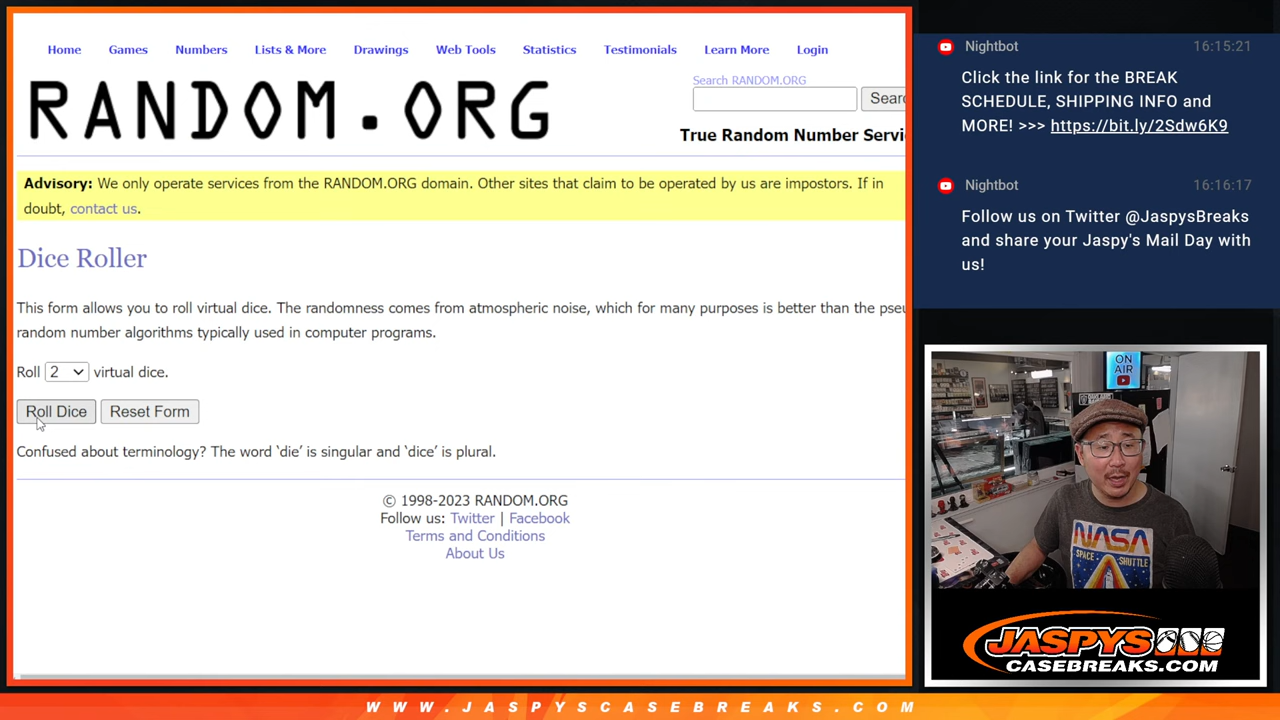 Home Games Numbers Lists & More Drawings Web Tools Statistics Testimonials Learn More Login
RANDOM.ORG
Search RANDOM.ORG
Searc
True Random Number Servi
Advisory: We only operate services from the RANDOM.ORG domain. Other sites that claim to be operated by us are impostors. If in
doubt, contact us.
Dice Roller
This form allows you to roll virtual dice. The randomness comes from atmospheric noise, which for many purposes is better than the pseu
random number algorithms typically used in computer programs.
Roll 2 virtual dice.
Roll Dice Reset Form
Confused about terminology? The word 'die' is singular and 'dice' is plural.
© 1998-2023 RANDOM.ORG
Follow us: Twitter | Facebook
Terms and Conditions
About Us
Nightbot 16:15:21
Click the link for the BREAK
SCHEDULE, SHIPPING INFO and
MORE! >>> https://bit.ly/2Sdw6K9
Nightbot 16:16:17
Follow us on Twitter @JaspysBreaks
and share your Jaspy's Mail Day with
us!
ON
AIR
NASA
SPACE SHUTTLE
JASPYS
CASEBREAKS.COM
WWW.JASPYSCASEBREAKS.COM